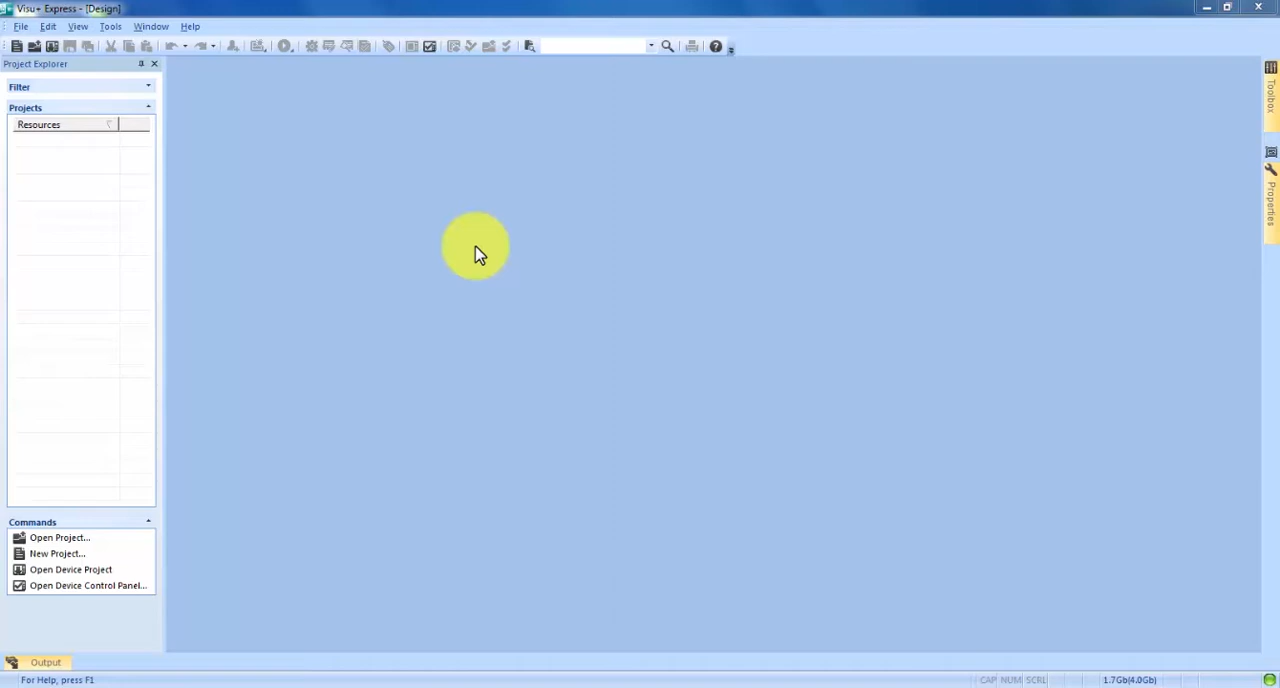 Visu+ Express - [Design]
File Edit View Tools Window Help
Project Explorer
Filter
Projects
Resources
Commands
Open Project...
New Project...
Open Device Project
Open Device Control Panel...
Toolbox
Properties
Output
For Help, press F1
CAP NUM SCRL
1.7Gb(4.0Gb)